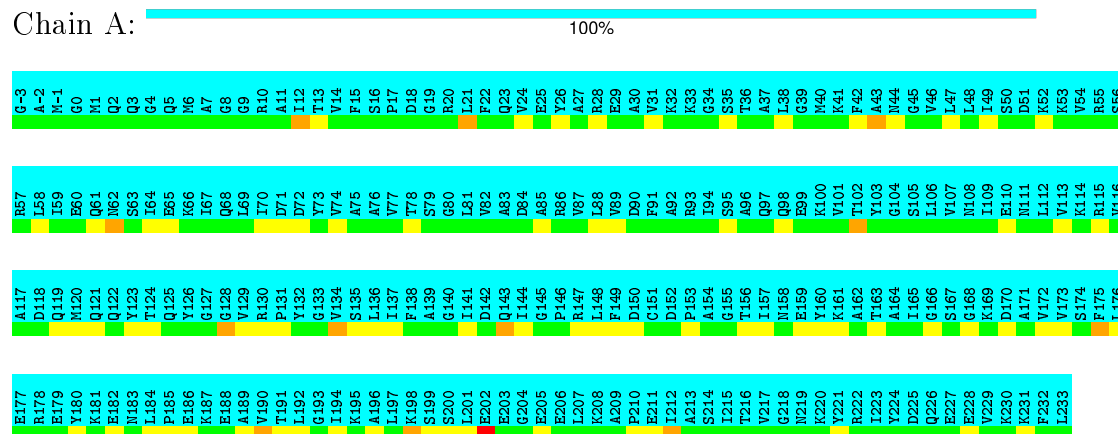 Chain A:
100%
G-3 A-2 M-1 G0 M1 Q2 Q3 G4 Q5 M6 A7 G8 G9 R10 A11 I12 T13 V14 F15 S16 P17 D18 G19 R20 L21 F22 Q23 V24 E25 Y26 A27 R28 E29 A30 V31 K32 K33 G34 S35 T36 A37 L38 G39 M40 K41 F42 A43 N44 G45 V46 L47 L48 I49 S50 D51 K52 K53 V54 R55 S56
R57 L58 I59 E60 Q61 N62 S63 I64 E65 K66 I67 Q68 L69 I70 D71 D72 Y73 V74 A75 A76 V77 T78 S79 G80 L81 V82 A83 D84 A85 R86 V87 L88 V89 D90 F91 A92 R93 I94 S95 A96 Q97 Q98 E99 K100 V101 T102 Y103 G104 S105 L106 V107 N108 I109 E110 N111 L112 V113 K114 R115
A117 D118 Q119 M120 Q121 Q122 Y123 T124 Q125 Y126 G127 G128 V129 R130 P131 Y132 G133 V134 S135 L136 I137 F138 A139 G140 I141 D142 Q143 I144 G145 P146 R147 L148 F149 D150 C151 D152 P153 A154 G155 T156 I157 N158 E159 Y160 K161 A162 T163 A164 I165 G166 S167 G168 K169 D170 A171 V172 V173 S174 F175 L176
E177 R178 E179 Y180 K181 E182 N183 L184 P185 E186 K187 E188 A189 V190 T191 L192 G193 I194 K195 A196 L197 K198 S199 S200 L201 E202 E203 G204 E205 E206 L207 K208 A209 P210 E211 I212 A213 S214 I215 T216 V217 G218 N219 K220 Y221 R222 I223 Y224 D225 Q226 E227 E228 V229 K230 K231 F232 L233